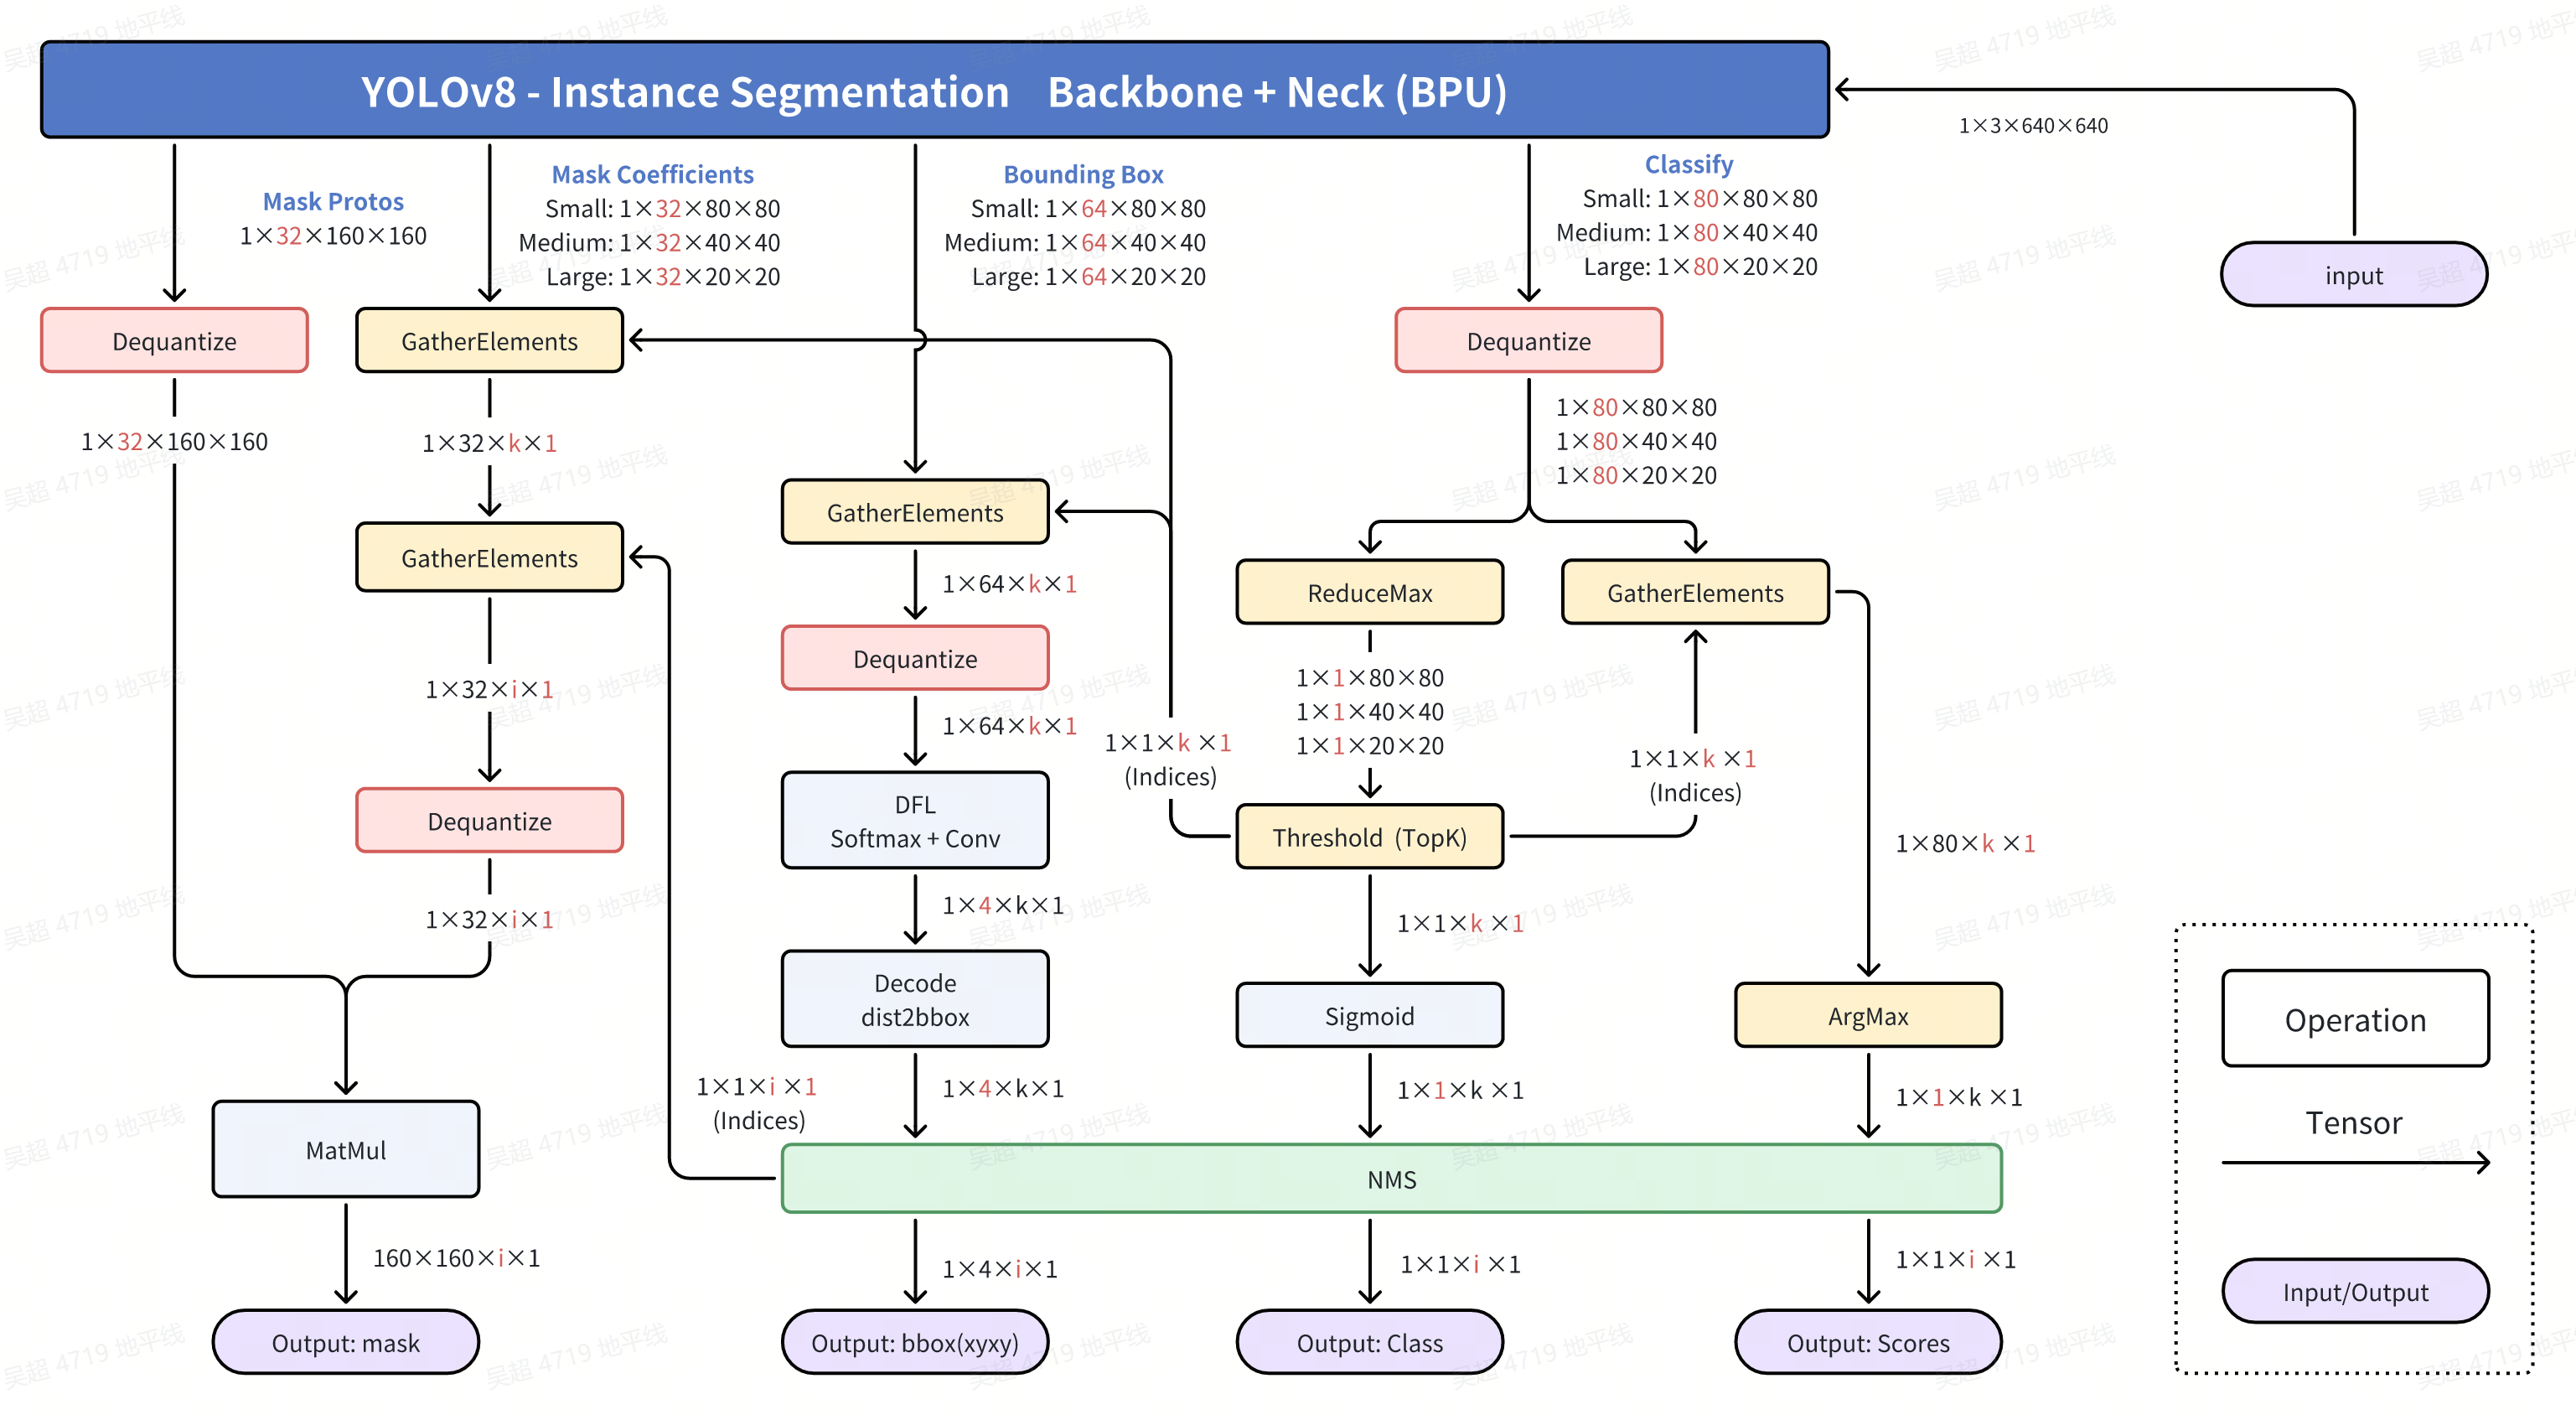 YOLOv8 - Instance Segmentation Backbone + Neck (BPU)
1×3×640×640
input
Mask Protos
1×32×160×160
Mask Coefficients
Small: 1×32×80×80
Medium: 1×32×40×40
Large: 1×32×20×20
Bounding Box
Small: 1×64×80×80
Medium: 1×64×40×40
Large: 1×64×20×20
Classify
Small: 1×80×80×80
Medium: 1×80×40×40
Large: 1×80×20×20
Dequantize
GatherElements
Dequantize
1×32×160×160
1×32×k×1
1×80×80×80
1×80×40×40
1×80×20×20
GatherElements
GatherElements
1×64×k×1
ReduceMax
GatherElements
Dequantize
1×32×i×1
1×64×k×1
1×1×80×80
1×1×40×40
1×1×20×20
1×1×k ×1
(Indices)
1×1×k ×1
(Indices)
Dequantize
DFL
Softmax + Conv
Threshold (TopK)
1×80×k ×1
1×32×i×1
1×4×k×1
1×1×k ×1
Decode
dist2bbox
Sigmoid
ArgMax
1×1×i ×1
(Indices)
1×4×k×1
1×1×k ×1
1×1×k ×1
MatMul
NMS
160×160×i×1
1×4×i×1
1×1×i ×1
1×1×i ×1
Output: mask
Output: bbox(xyxy)
Output: Class
Output: Scores
Operation
Tensor
Input/Output
吴超 4719 地平线